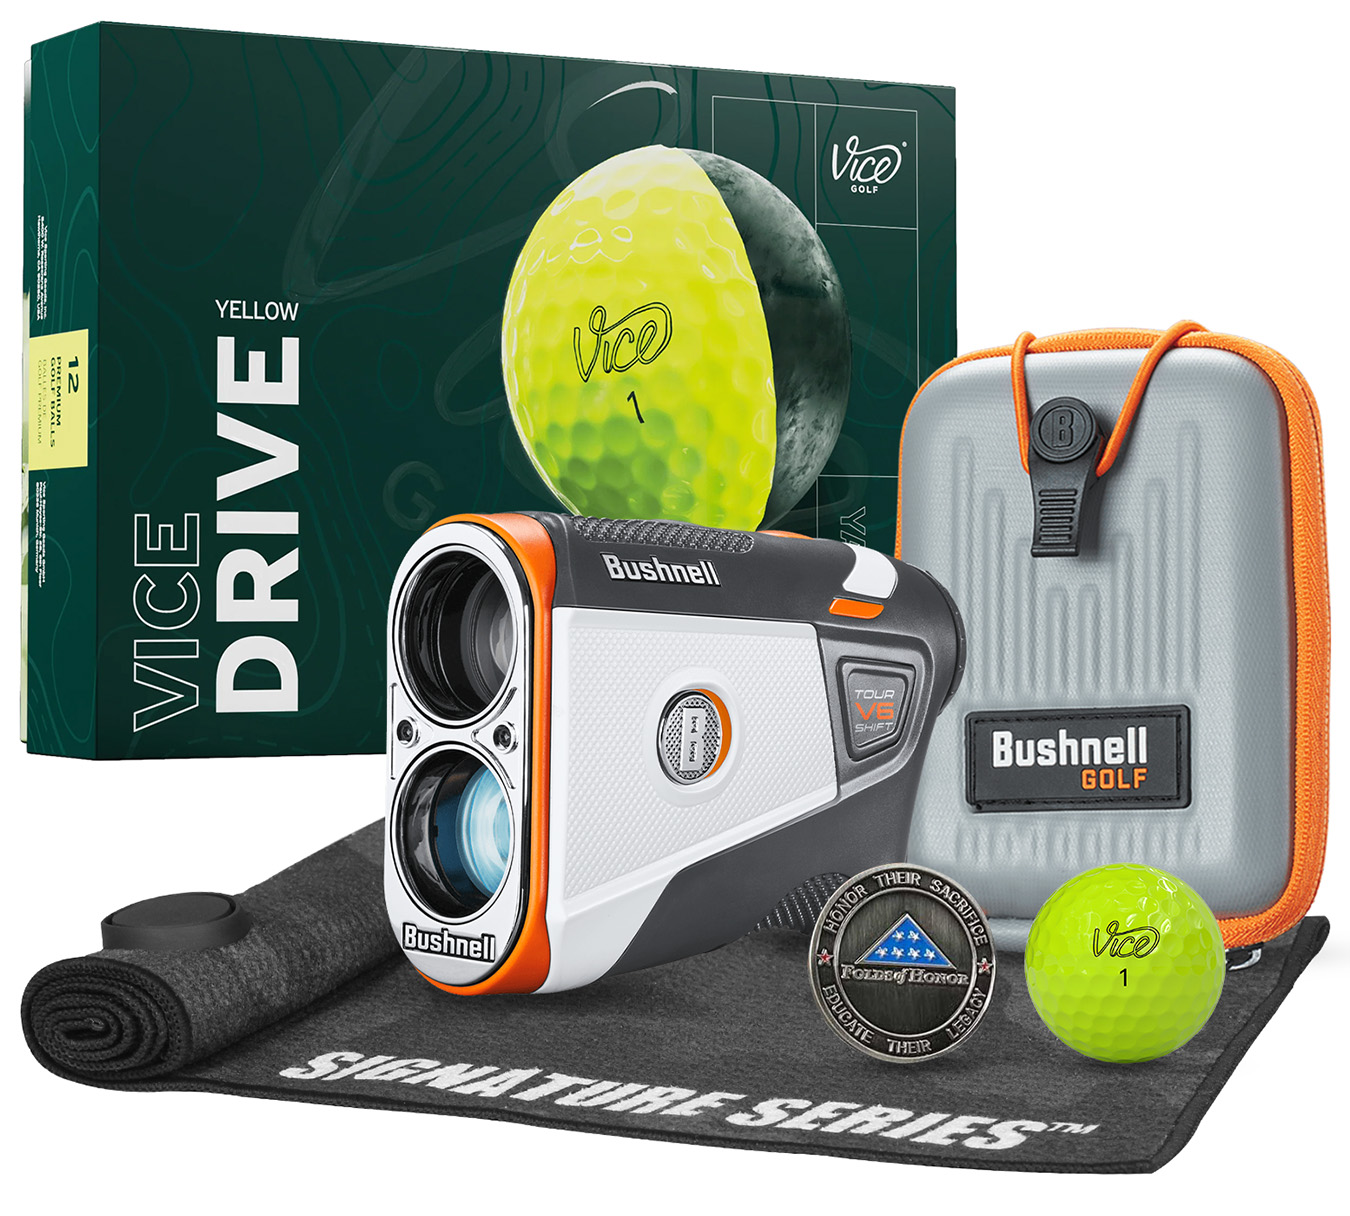 Vice
GOLF
YELLOW
VICE
DRIVE
Vice
1
12
PREMIUM
GOLF BALLS
Bushnell
TOUR
V6
SHIFT
Bushnell
B
Bushnell
GOLF
HONOR THEIR SACRIFICE
FOLDS of HONOR
EDUCATE THEIR LEGACY
Vice
1
SIGNATURE SERIES™